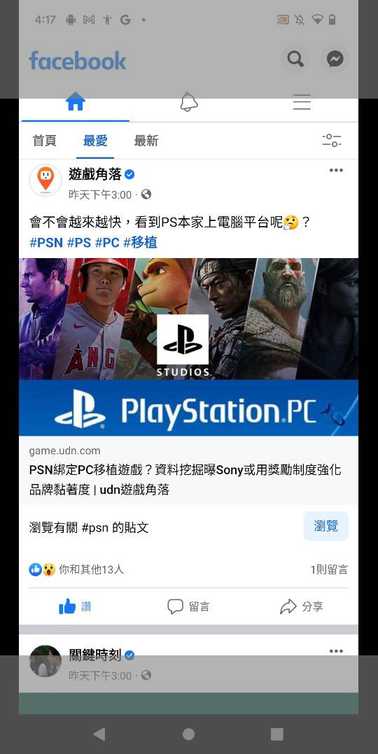 4:17
facebook
首頁 最愛 最新
遊戲角落
昨天下午3:00
會不會越來越快，看到PS本家上電腦平台呢🤔？
#PSN #PS #PC #移植
ANG
STUDIOS
PlayStation.PC
game.udn.com
PSN綁定PC移植遊戲？資料挖掘曝Sony或用獎勵制度強化
品牌黏著度 | udn遊戲角落
瀏覽有關 #psn 的貼文
瀏覽
你和其他13人
1則留言
讚 留言 分享
關鍵時刻
昨天下午3:00